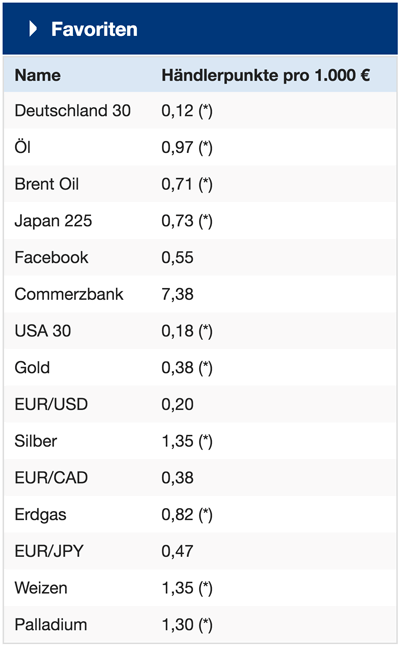 Favoriten
Name Händlerpunkte pro 1.000 €
Deutschland 30 0,12 (*)
Öl 0,97 (*)
Brent Oil 0,71 (*)
Japan 225 0,73 (*)
Facebook 0,55
Commerzbank 7,38
USA 30 0,18 (*)
Gold 0,38 (*)
EUR/USD 0,20
Silber 1,35 (*)
EUR/CAD 0,38
Erdgas 0,82 (*)
EUR/JPY 0,47
Weizen 1,35 (*)
Palladium 1,30 (*)